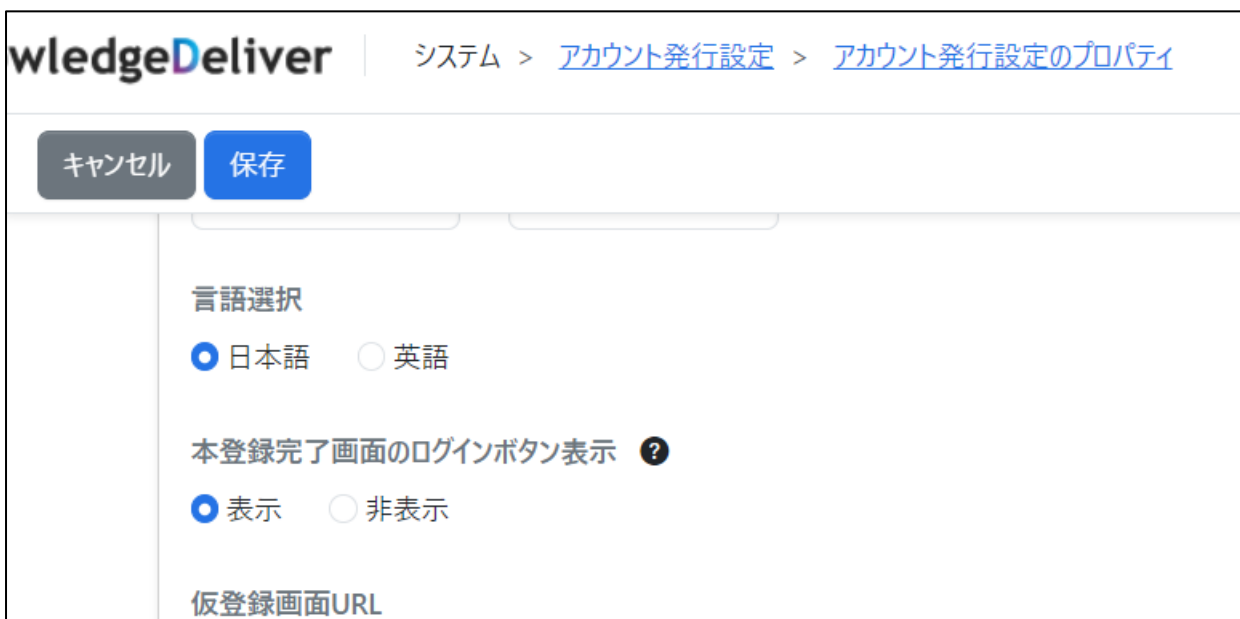 wledgeDeliver システム > アカウント発行設定 > アカウント発行設定のプロパティ
キャンセル 保存
言語選択
日本語 英語
本登録完了画面のログインボタン表示 ?
表示 非表示
仮登録画面URL